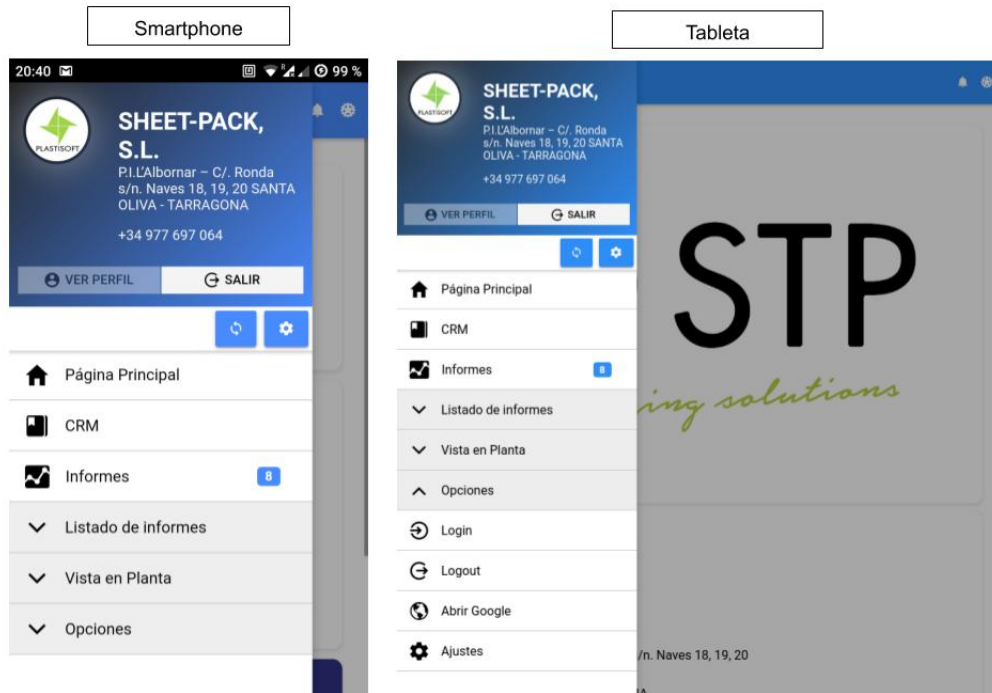 Smartphone
20:40
R
99 %
PLASTISOFT
SHEET-PACK,
S.L.
P.I.L'Albornar – C/. Ronda
s/n. Naves 18, 19, 20 SANTA
OLIVA - TARRAGONA
+34 977 697 064
VER PERFIL
SALIR
Página Principal
CRM
Informes
8
Listado de informes
Vista en Planta
Opciones
Tableta
PLASTISOFT
SHEET-PACK,
S.L.
P.I.L'Albornar – C/. Ronda
s/n. Naves 18, 19, 20 SANTA
OLIVA - TARRAGONA
+34 977 697 064
VER PERFIL
SALIR
Página Principal
CRM
Informes
8
Listado de informes
Vista en Planta
Opciones
Login
Logout
Abrir Google
Ajustes
STP
ing solutions
s/n. Naves 18, 19, 20